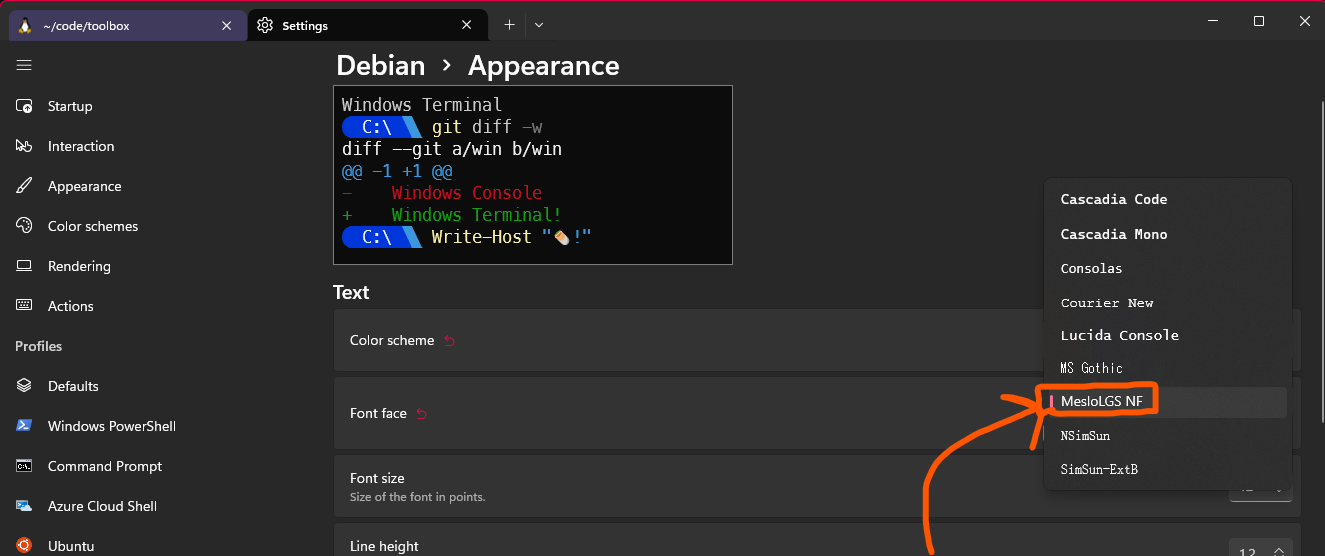 ~/code/toolbox
Settings
Debian > Appearance
Startup
Interaction
Appearance
Color schemes
Rendering
Actions
Profiles
Defaults
Windows PowerShell
Command Prompt
Azure Cloud Shell
Ubuntu
Windows Terminal
C:\ git diff -w
diff --git a/win b/win
@@ -1 +1 @@
-    Windows Console
+    Windows Terminal!
C:\ Write-Host "!"
Text
Color scheme
Font face
Font size
Size of the font in points.
Line height
1.2
Cascadia Code
Cascadia Mono
Consolas
Courier New
Lucida Console
MS Gothic
MesloLGS NF
NSimSun
SimSun-ExtB